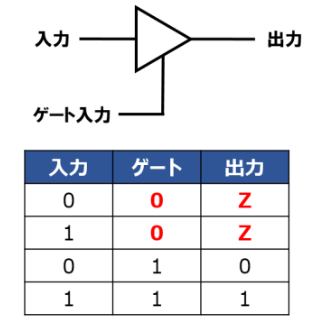 入力 出力
ゲート入力
入力 ゲート 出力
0 0 Z
1 0 Z
0 1 0
1 1 1